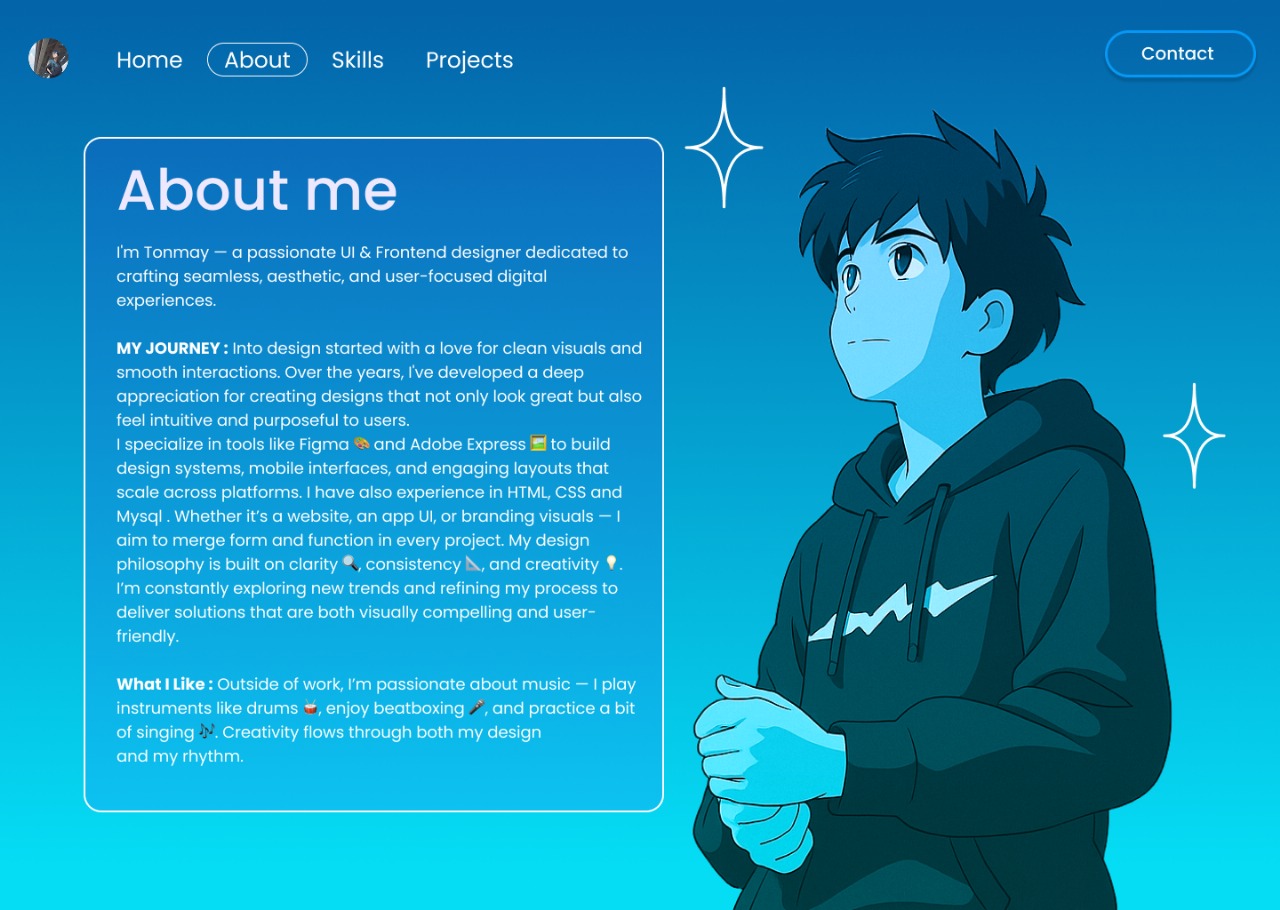 Home About Skills Projects Contact
About me
I'm Tonmay — a passionate UI & Frontend designer dedicated to
crafting seamless, aesthetic, and user-focused digital
experiences.
MY JOURNEY : Into design started with a love for clean visuals and
smooth interactions. Over the years, I've developed a deep
appreciation for creating designs that not only look great but also
feel intuitive and purposeful to users.
I specialize in tools like Figma 🎨 and Adobe Express 🖼️ to build
design systems, mobile interfaces, and engaging layouts that
scale across platforms. I have also experience in HTML, CSS and
Mysql . Whether it’s a website, an app UI, or branding visuals — I
aim to merge form and function in every project. My design
philosophy is built on clarity 🔍, consistency 📐, and creativity 💡.
I’m constantly exploring new trends and refining my process to
deliver solutions that are both visually compelling and user-
friendly.
What I Like : Outside of work, I’m passionate about music — I play
instruments like drums 🥁, enjoy beatboxing 🎤, and practice a bit
of singing 🎶. Creativity flows through both my design
and my rhythm.